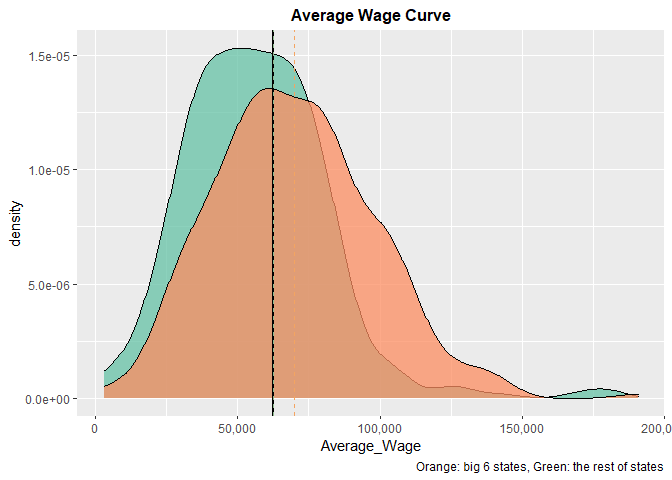 Average Wage Curve
1.5e-05
1.0e-05
5.0e-06
0.0e+00
density
0 50,000 100,000 150,000 200,0
Average_Wage
Orange: big 6 states, Green: the rest of states